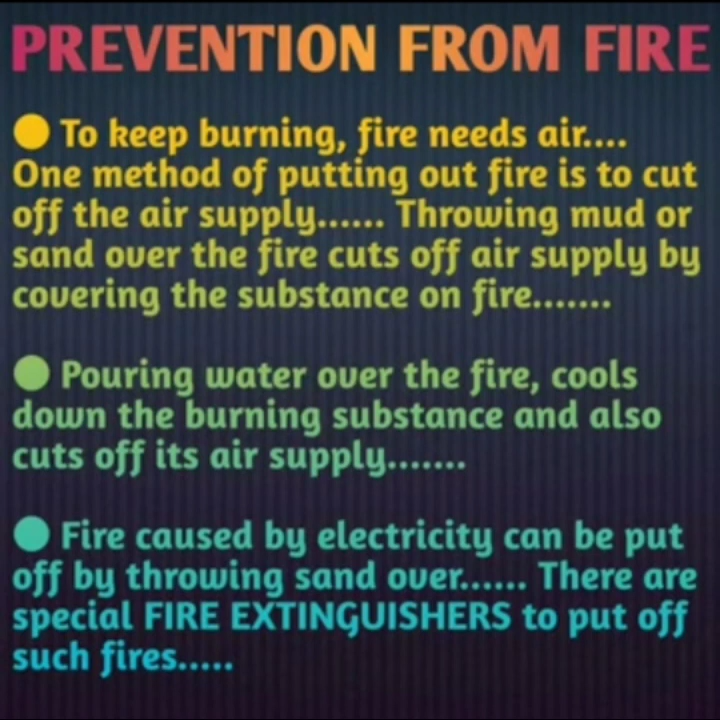 PREVENTION FROM FIRE
● To keep burning, fire needs air....
One method of putting out fire is to cut
off the air supply...... Throwing mud or
sand over the fire cuts off air supply by
covering the substance on fire.......
● Pouring water over the fire, cools
down the burning substance and also
cuts off its air supply.......
● Fire caused by electricity can be put
off by throwing sand over...... There are
special FIRE EXTINGUISHERS to put off
such fires.....